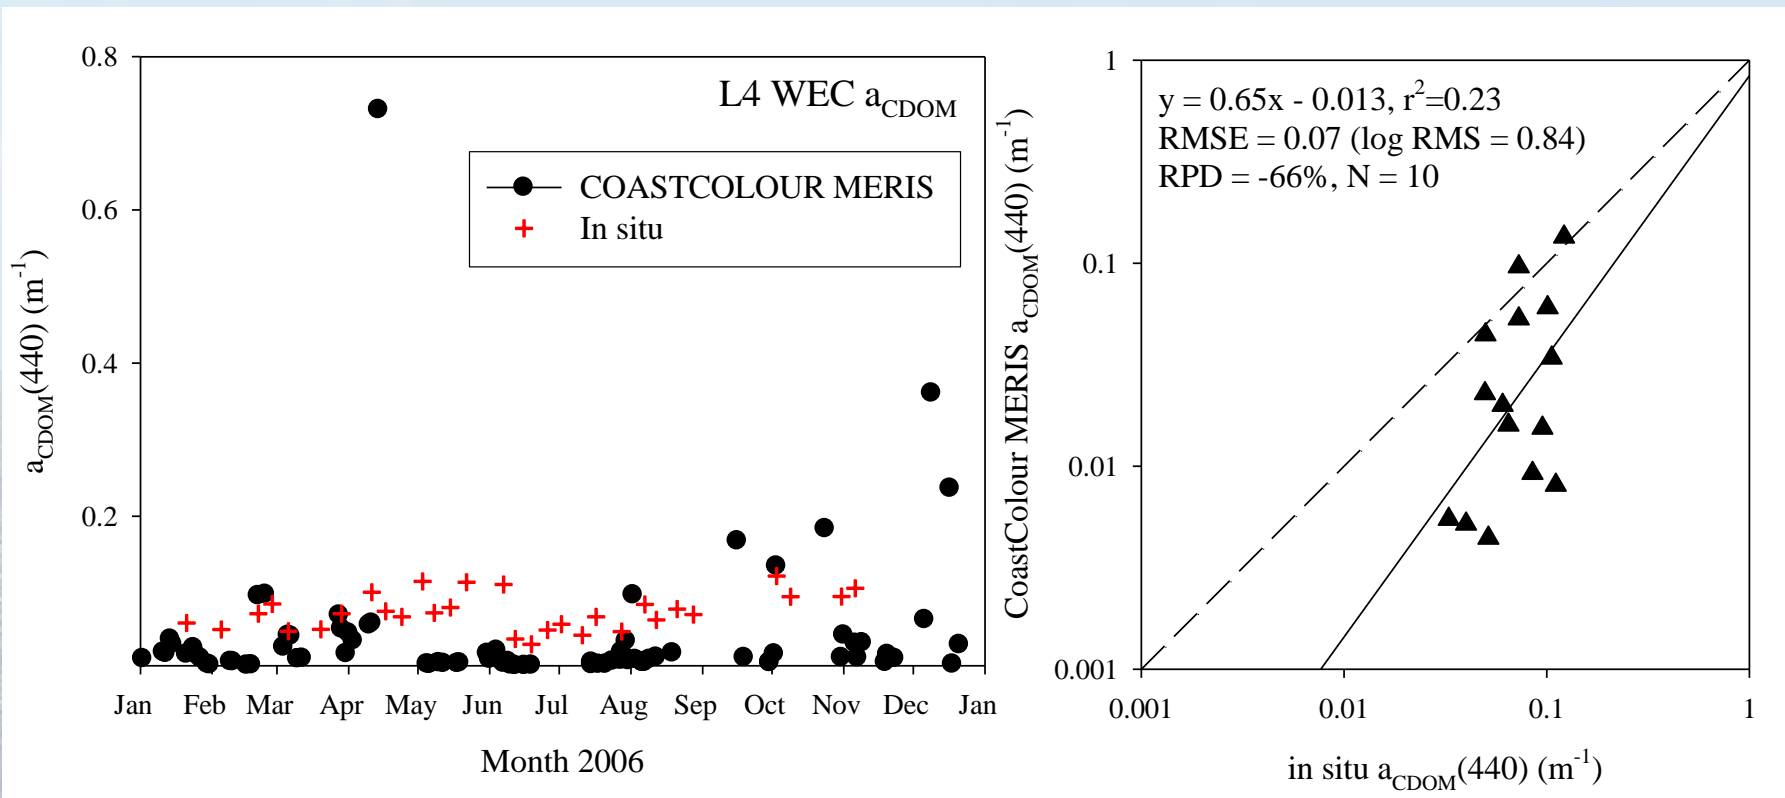 L4 WEC aCDOM
COASTCOLOUR MERIS
In situ
0.8
0.6
0.4
0.2
aCDOM(440) (m-1)
Jan Feb Mar Apr May Jun Jul Aug Sep Oct Nov Dec Jan
Month 2006
y = 0.65x - 0.013, r2=0.23
RMSE = 0.07 (log RMS = 0.84)
RPD = -66%, N = 10
1
0.1
0.01
0.001
CoastColour MERIS aCDOM(440) (m-1)
0.001 0.01 0.1 1
in situ aCDOM(440) (m-1)